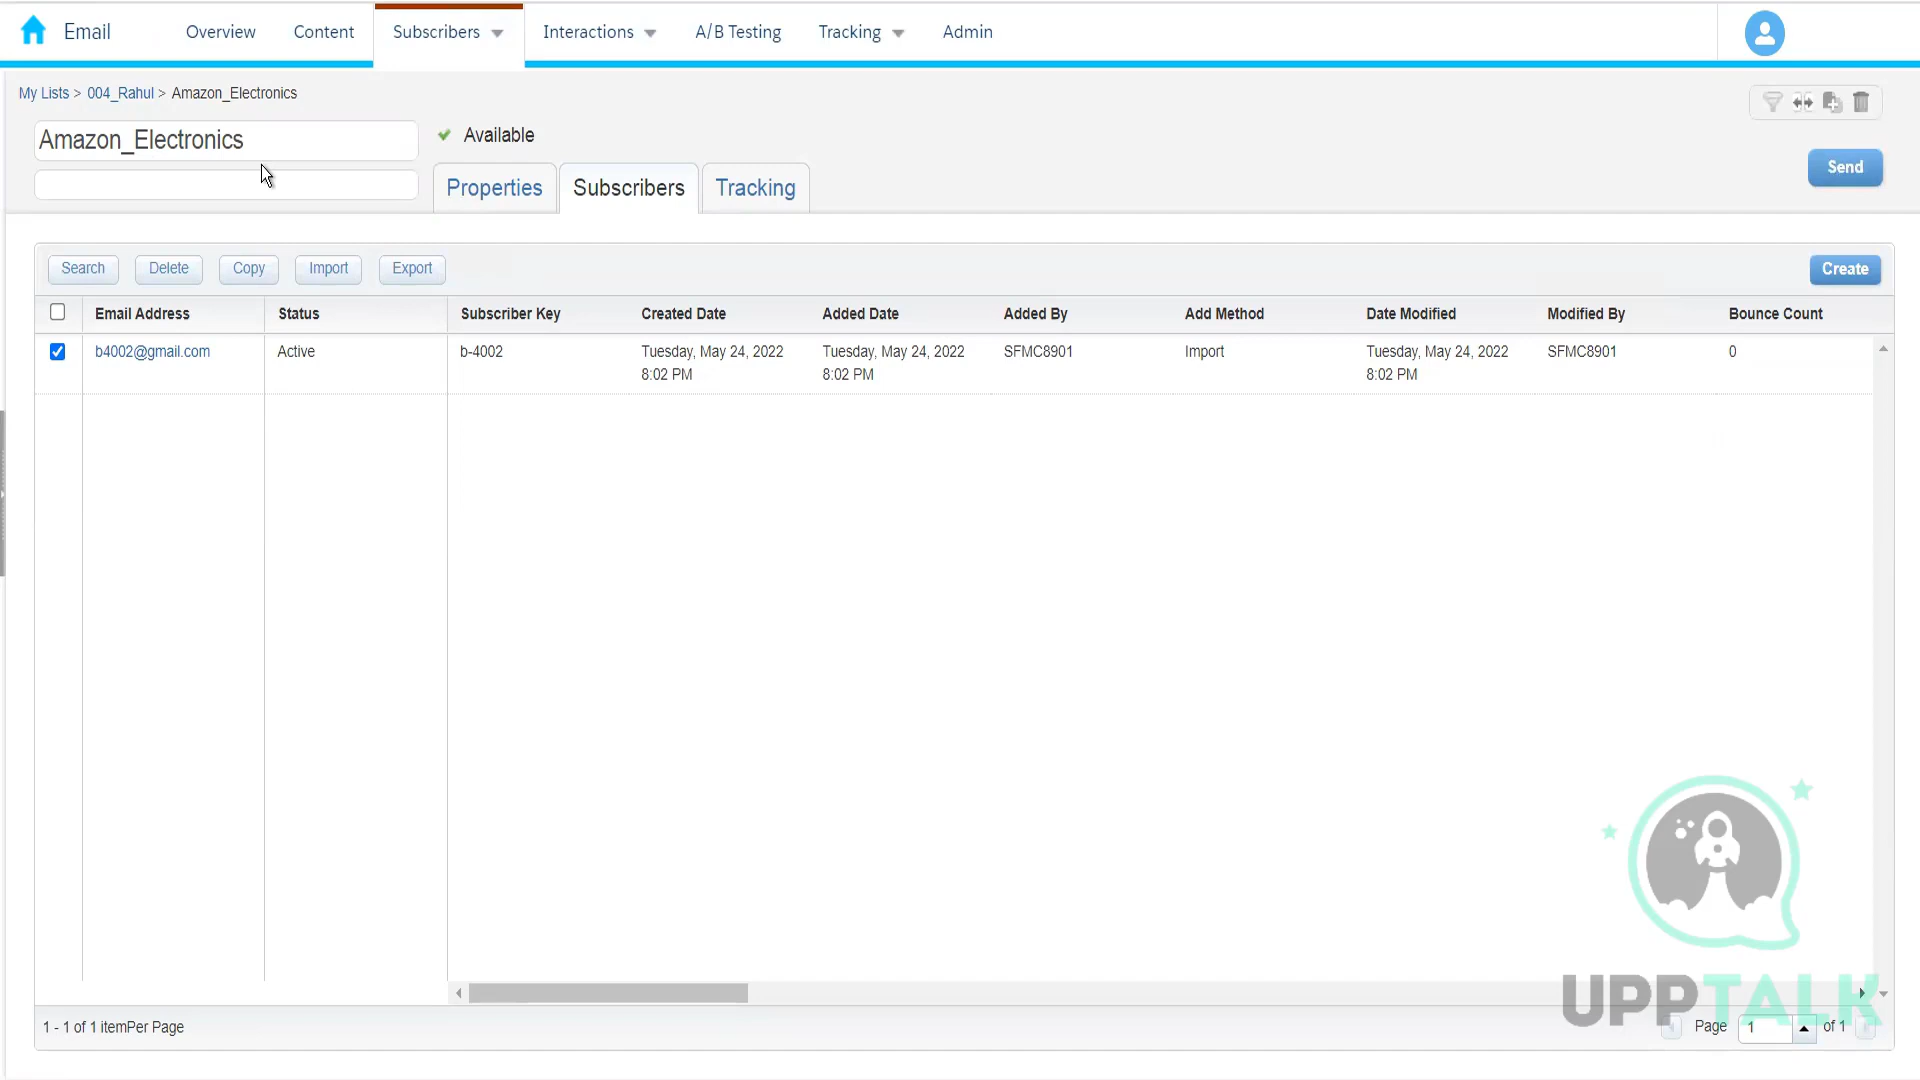 Email Overview Content Subscribers Interactions A/B Testing Tracking Admin
My Lists > 004_Rahul > Amazon_Electronics
Amazon_Electronics
Available
Send
Properties Subscribers Tracking
Search Delete Copy Import Export Create
Email Address Status Subscriber Key Created Date Added Date Added By Add Method Date Modified Modified By Bounce Count
b4002@gmail.com Active b-4002 Tuesday, May 24, 2022 Tuesday, May 24, 2022 SFMC8901 Import Tuesday, May 24, 2022 SFMC8901 0
8:02 PM 8:02 PM 8:02 PM
UPPTALK
1 - 1 of 1 itemPer Page Page 1 of 1